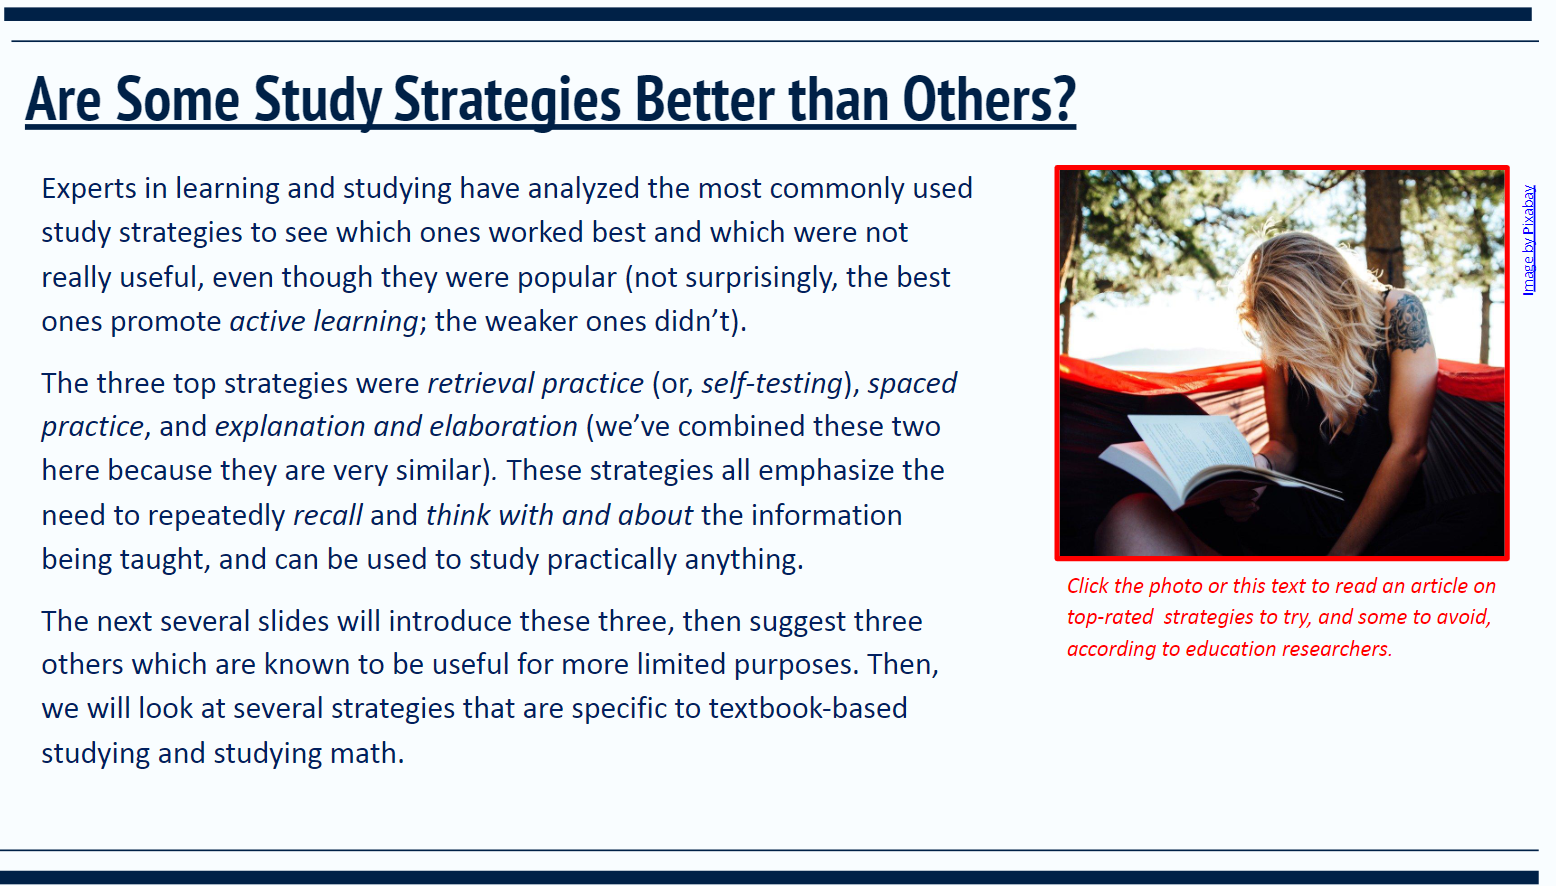 Are Some Study Strategies Better than Others?
Experts in learning and studying have analyzed the most commonly used
study strategies to see which ones worked best and which were not
really useful, even though they were popular (not surprisingly, the best
ones promote active learning; the weaker ones didn’t).
The three top strategies were retrieval practice (or, self-testing), spaced
practice, and explanation and elaboration (we’ve combined these two
here because they are very similar). These strategies all emphasize the
need to repeatedly recall and think with and about the information
being taught, and can be used to study practically anything.
The next several slides will introduce these three, then suggest three
others which are known to be useful for more limited purposes. Then,
we will look at several strategies that are specific to textbook-based
studying and studying math.
Image by Pixabay
Click the photo or this text to read an article on
top-rated  strategies to try, and some to avoid,
according to education researchers.